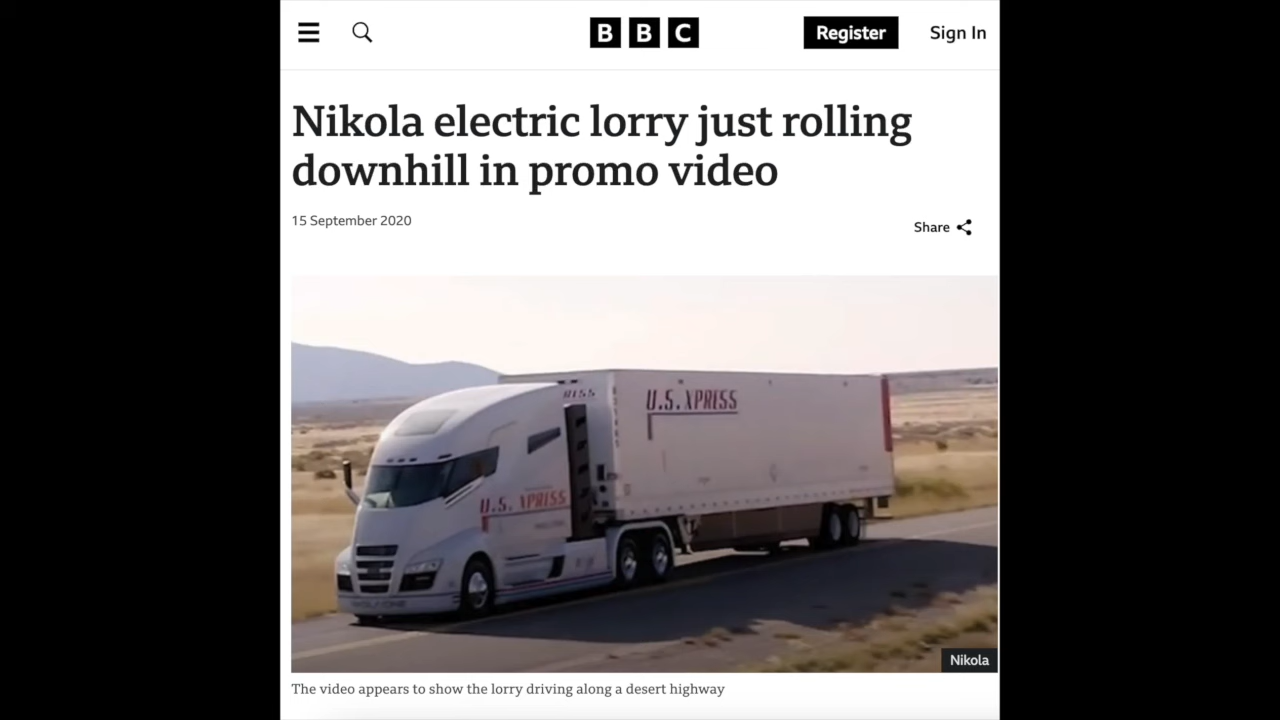 BBC
Register
Sign In
Nikola electric lorry just rolling
downhill in promo video
15 September 2020
Share
U.S. XPRESS
U.S. XPRESS
Nikola
The video appears to show the lorry driving along a desert highway